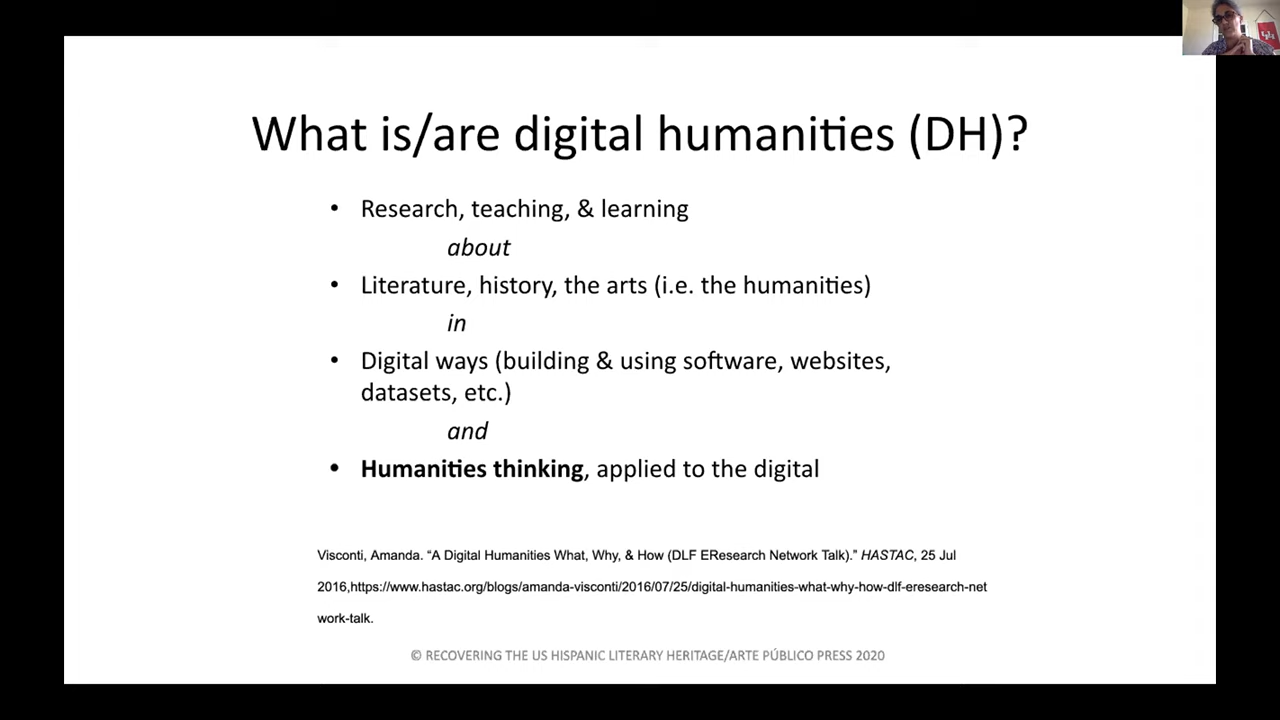 What is/are digital humanities (DH)?
• Research, teaching, & learning
about
• Literature, history, the arts (i.e. the humanities)
in
• Digital ways (building & using software, websites,
datasets, etc.)
and
• Humanities thinking, applied to the digital
Visconti, Amanda. “A Digital Humanities What, Why, & How (DLF EResearch Network Talk).” HASTAC, 25 Jul
2016,https://www.hastac.org/blogs/amanda-visconti/2016/07/25/digital-humanities-what-why-how-dlf-eresearch-net
work-talk.
© RECOVERING THE US HISPANIC LITERARY HERITAGE/ARTE PÚBLICO PRESS 2020